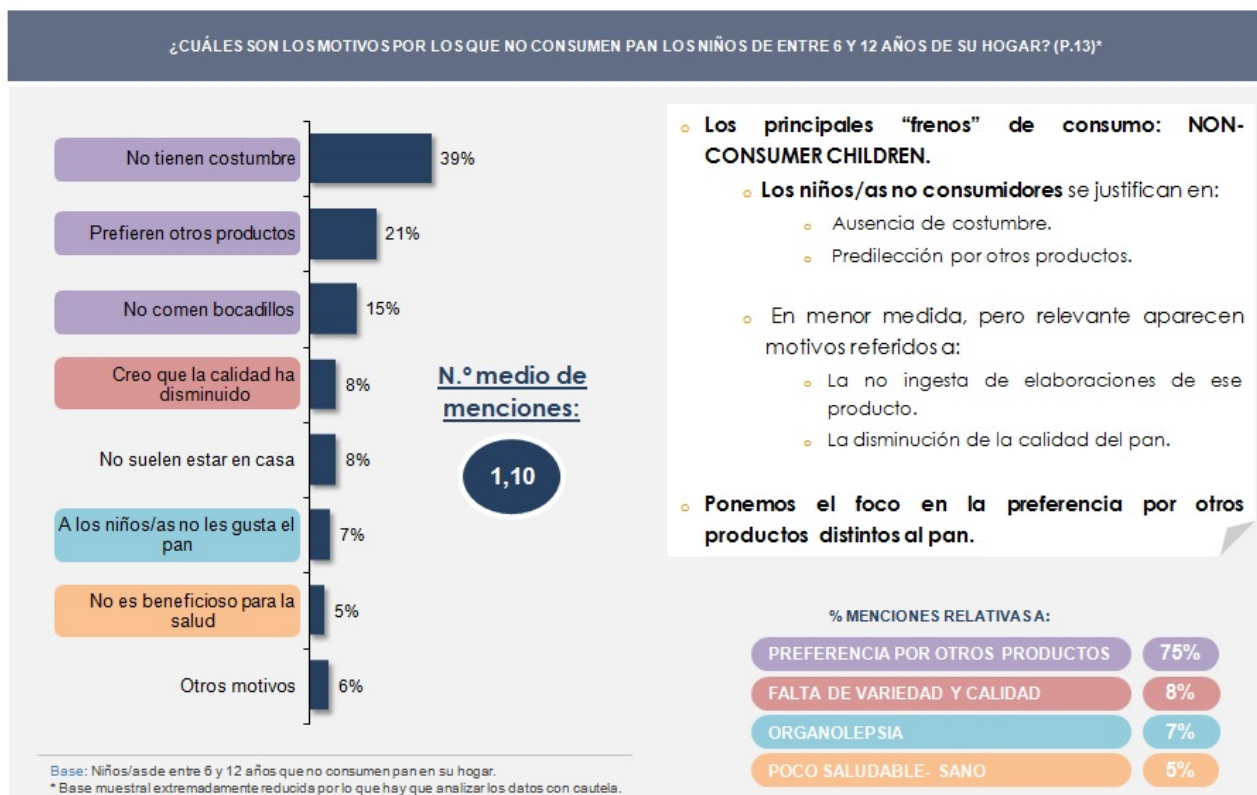 ¿CUÁLES SON LOS MOTIVOS POR LOS QUE NO CONSUMEN PAN LOS NIÑOS DE ENTRE 6 Y 12 AÑOS DE SU HOGAR? (P.13)*
No tienen costumbre
39%
Prefieren otros productos
21%
No comen bocadillos
15%
Creo que la calidad ha
disminuido
8%
No suelen estar en casa
8%
A los niños/as no les gusta el
pan
7%
No es beneficioso para la
salud
5%
Otros motivos
6%
N.º medio de
menciones:
1,10
Base: Niños/as de entre 6 y 12 años que no consumen pan en su hogar.
* Base muestral extremadamente reducida por lo que hay que analizar los datos con cautela.
Los principales "frenos" de consumo: NON-
CONSUMER CHILDREN.
Los niños/as no consumidores se justifican en:
Ausencia de costumbre.
Predilección por otros productos.
En menor medida, pero relevante aparecen
motivos referidos a:
La no ingesta de elaboraciones de ese
producto.
La disminución de la calidad del pan.
Ponemos el foco en la preferencia por otros
productos distintos al pan.
% MENCIONES RELATIVAS A:
PREFERENCIA POR OTROS PRODUCTOS 75%
FALTA DE VARIEDAD Y CALIDAD 8%
ORGANOLEPSIA 7%
POCO SALUDABLE- SANO 5%